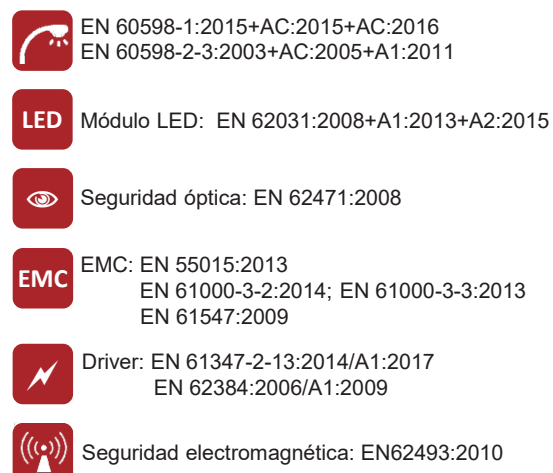 EN 60598-1:2015+AC:2015+AC:2016
EN 60598-2-3:2003+AC:2005+A1:2011
LED Módulo LED: EN 62031:2008+A1:2013+A2:2015
Seguridad óptica: EN 62471:2008
EMC EMC: EN 55015:2013
EN 61000-3-2:2014; EN 61000-3-3:2013
EN 61547:2009
Driver: EN 61347-2-13:2014/A1:2017
EN 62384:2006/A1:2009
Seguridad electromagnética: EN62493:2010